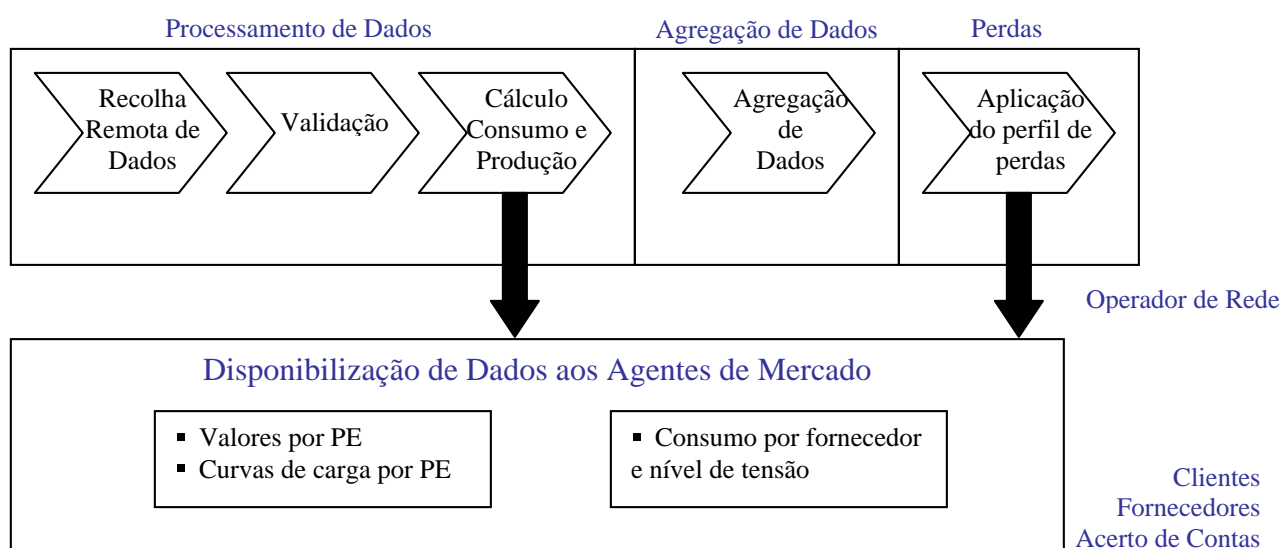 Processamento de Dados
Agregação de Dados
Perdas
Recolha
Remota de
Dados
Validação
Cálculo
Consumo e
Produção
Agregação
de
Dados
Aplicação
do perfil de
perdas
Operador de Rede
Disponibilização de Dados aos Agentes de Mercado
▪ Valores por PE
▪ Curvas de carga por PE
▪ Consumo por fornecedor
e nível de tensão
Clientes
Fornecedores
Acerto de Contas